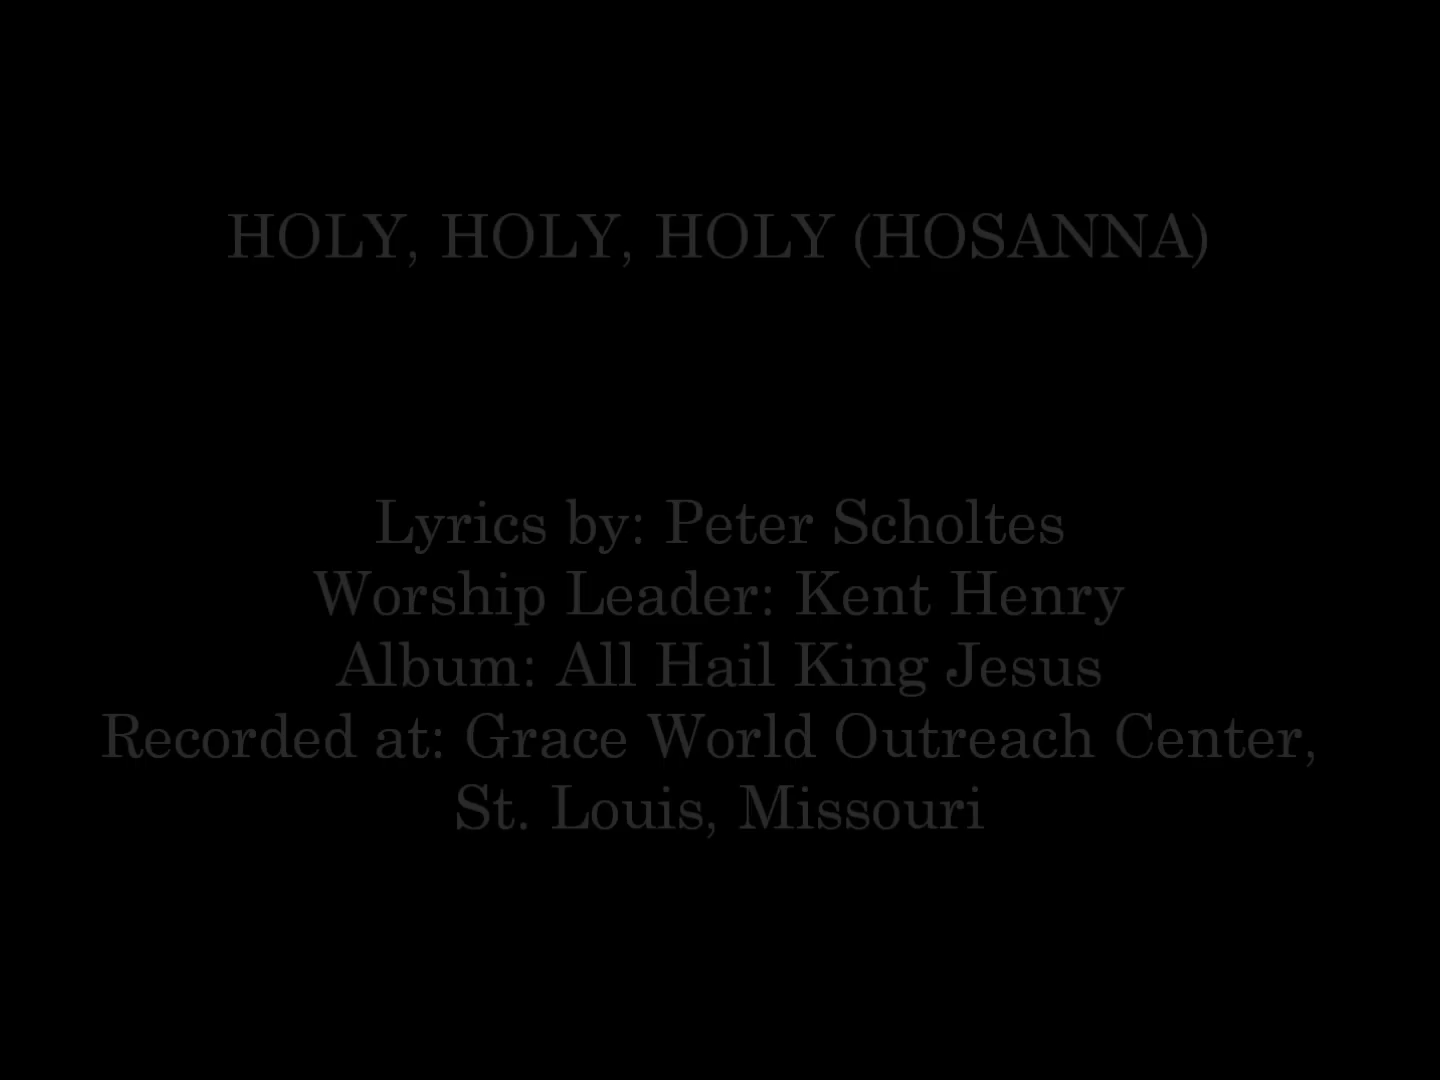 HOLY, HOLY, HOLY (HOSANNA)
Lyrics by: Peter Scholtes
Worship Leader: Kent Henry
Album: All Hail King Jesus
Recorded at: Grace World Outreach Center,
St. Louis, Missouri